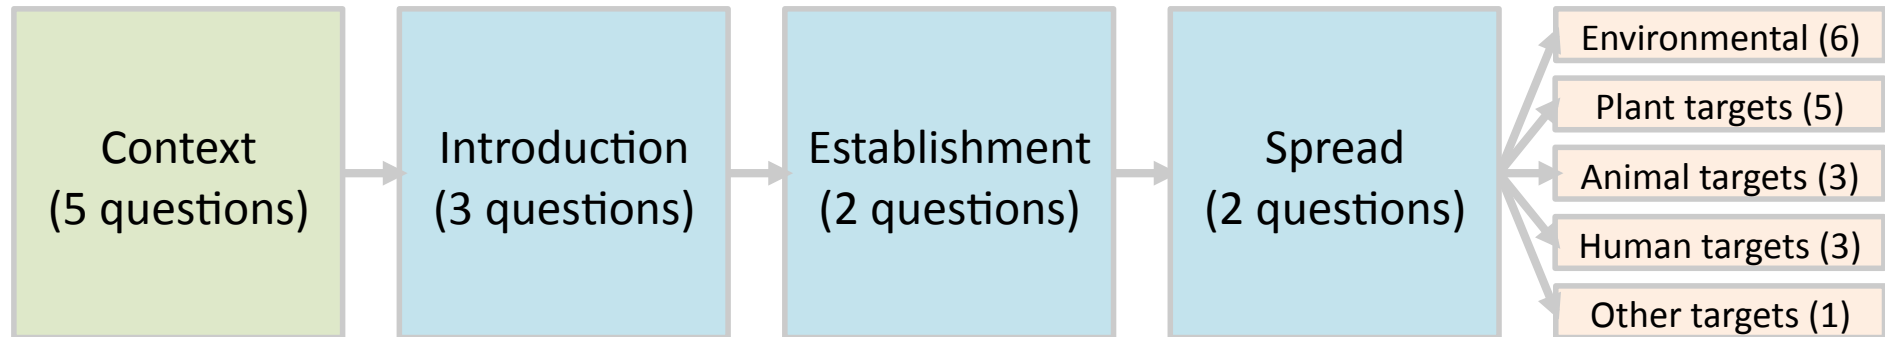 Context
(5 questions)
Introduction
(3 questions)
Establishment
(2 questions)
Spread
(2 questions)
Environmental (6)
Plant targets (5)
Animal targets (3)
Human targets (3)
Other targets (1)